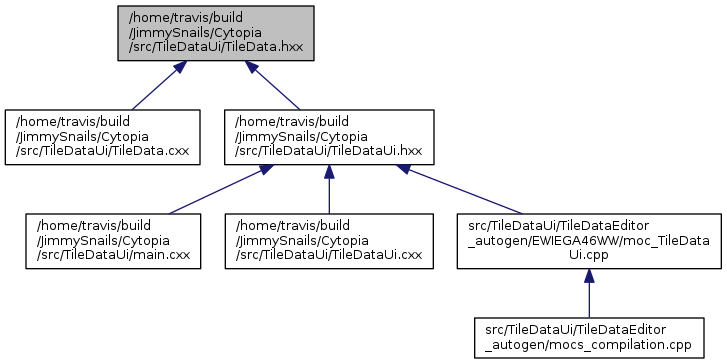 /home/travis/build
/JimmySnails/Cytopia
/src/TileDataUi/TileData.hxx
/home/travis/build
/JimmySnails/Cytopia
/src/TileDataUi/TileData.cxx
/home/travis/build
/JimmySnails/Cytopia
/src/TileDataUi/TileDataUi.hxx
/home/travis/build
/JimmySnails/Cytopia
/src/TileDataUi/main.cxx
/home/travis/build
/JimmySnails/Cytopia
/src/TileDataUi/TileDataUi.cxx
src/TileDataUi/TileDataEditor
_autogen/EWIEGA46WW/moc_TileData
Ui.cpp
src/TileDataUi/TileDataEditor
_autogen/mocs_compilation.cpp